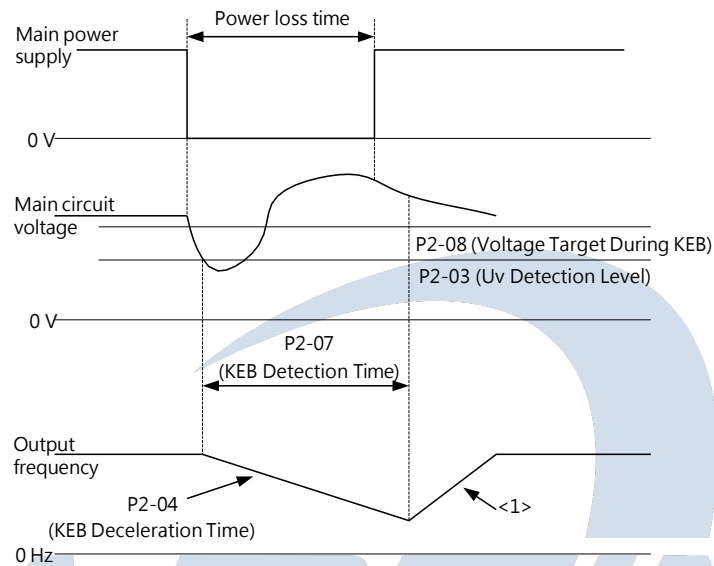 Power loss time
Main power
supply
0 V
Main circuit
voltage
P2-08 (Voltage Target During KEB)
P2-03 (Uv Detection Level)
0 V
P2-07
(KEB Detection Time)
Output
frequency
P2-04
(KEB Deceleration Time)
<1>
0 Hz